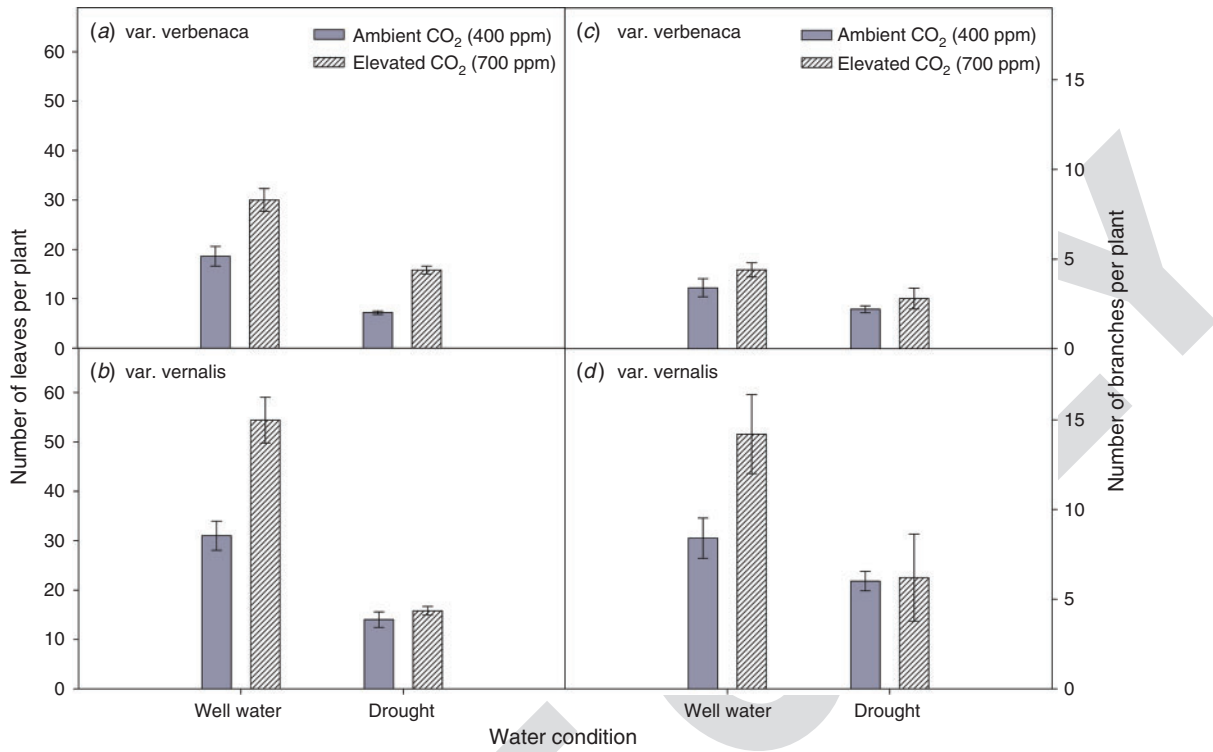 (a) var. verbenaca
Ambient CO₂ (400 ppm)
Elevated CO₂ (700 ppm)
60
50
40
30
20
10
0
(c) var. verbenaca
Ambient CO₂ (400 ppm)
Elevated CO₂ (700 ppm)
15
10
5
0
(b) var. vernalis
60
50
40
30
20
10
0
(d) var. vernalis
15
10
5
0
Number of leaves per plant
Number of branches per plant
Well water
Drought
Well water
Drought
Water condition